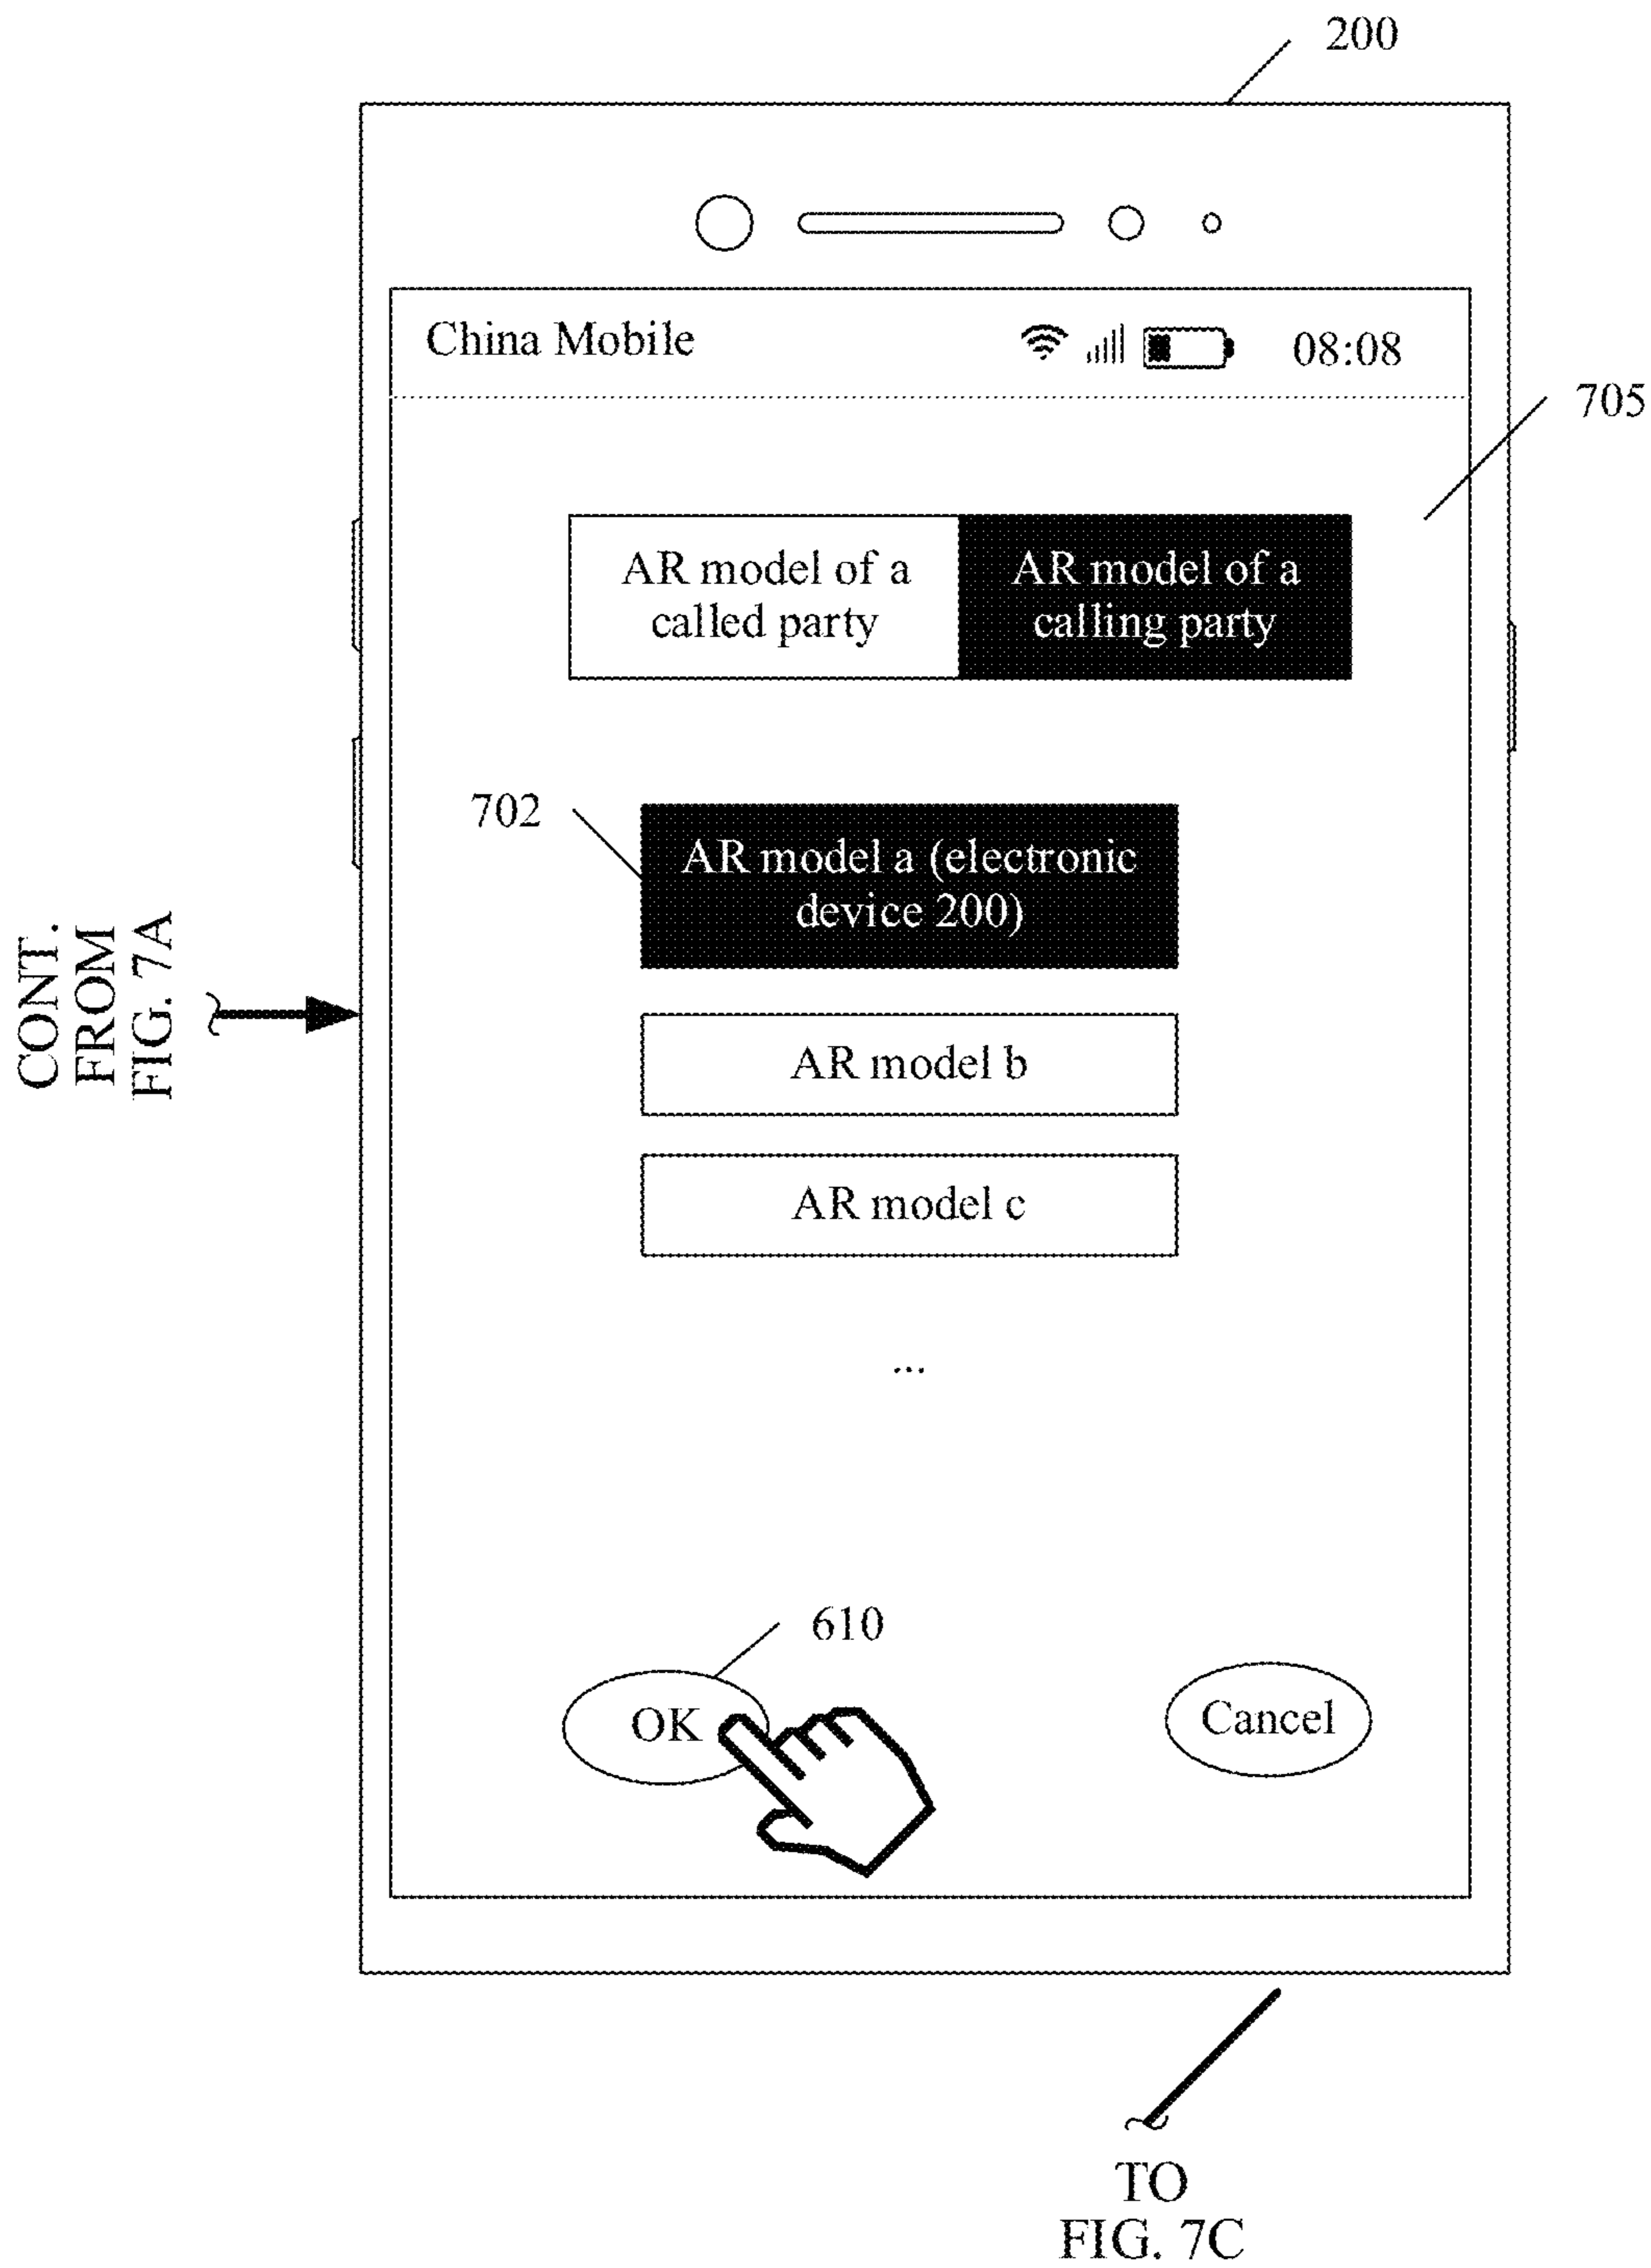 200
China Mobile 08:08
705
AR model of a
called party
AR model of a
calling party
702
AR model a (electronic
device 200)
CONT.
FROM
FIG. 7A
AR model b
AR model c
...
610
OK
Cancel
TO
FIG. 7C